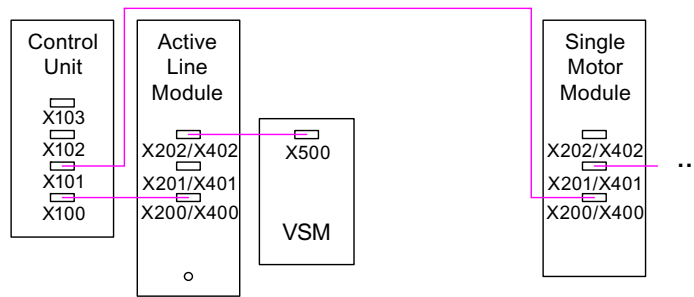 Control
Unit
X103
X102
X101
X100
Active
Line
Module
X202/X402
X201/X401
X200/X400
X500
VSM
Single
Motor
Module
X202/X402
X201/X401
X200/X400
..